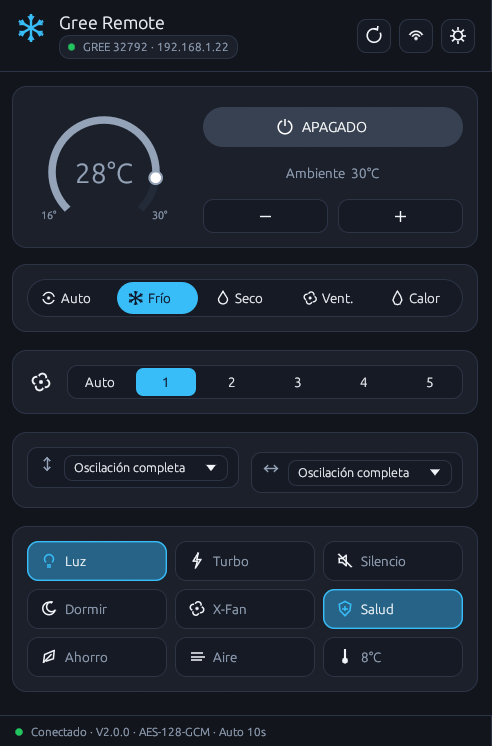 Gree Remote
GREE 32792 · 192.168.1.22
28°C
16°
30°
APAGADO
Ambiente 30°C
−
+
Auto Frío Seco Vent. Calor
Auto 1 2 3 4 5
Oscilación completa
Oscilación completa
Luz Turbo Silencio
Dormir X-Fan Salud
Ahorro Aire 8°C
Conectado · V2.0.0 · AES-128-GCM · Auto 10s